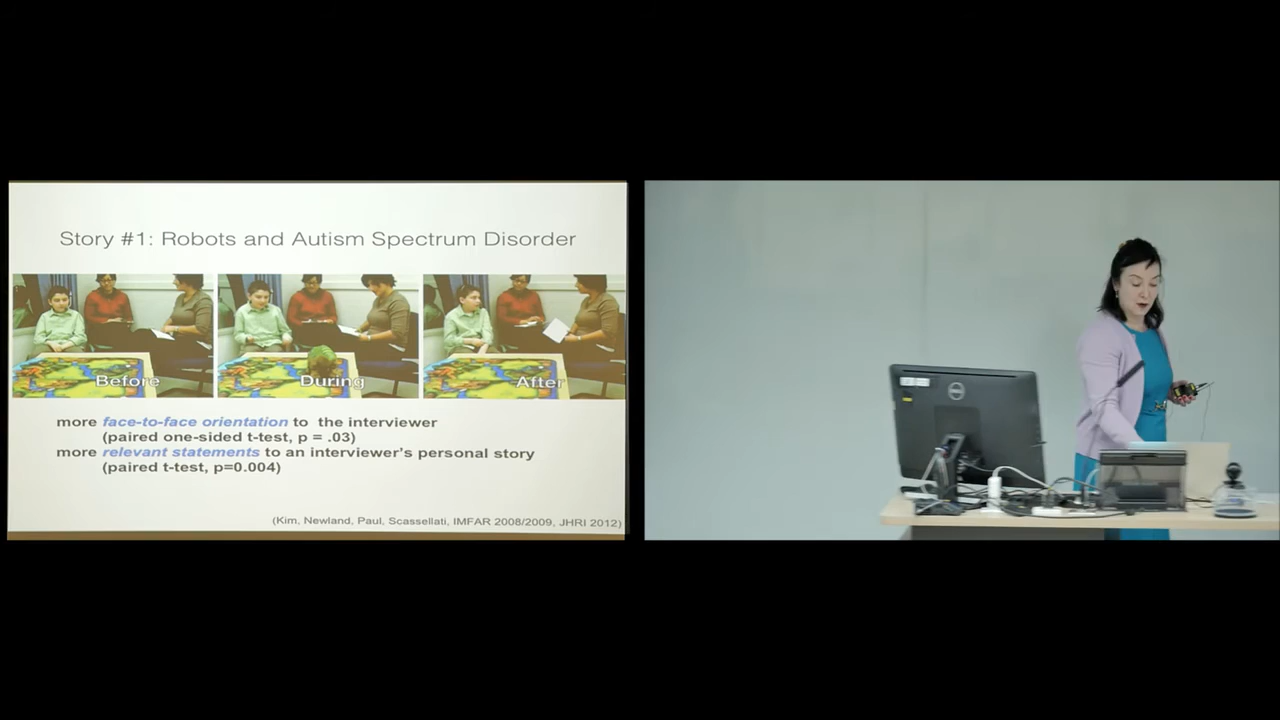 Story #1: Robots and Autism Spectrum Disorder
Before
During
After
more face-to-face orientation to the interviewer
(paired one-sided t-test, p = .03)
more relevant statements to an interviewer's personal story
(paired t-test, p=0.004)
(Kim, Newland, Paul, Scassellati, IMFAR 2008/2009, JHRI 2012)
DELL